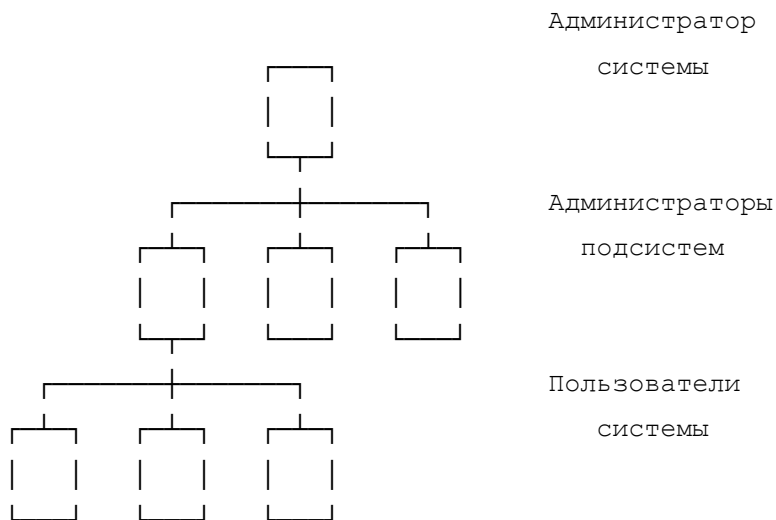 Администратор
системы
Администраторы
подсистем
Пользователи
системы